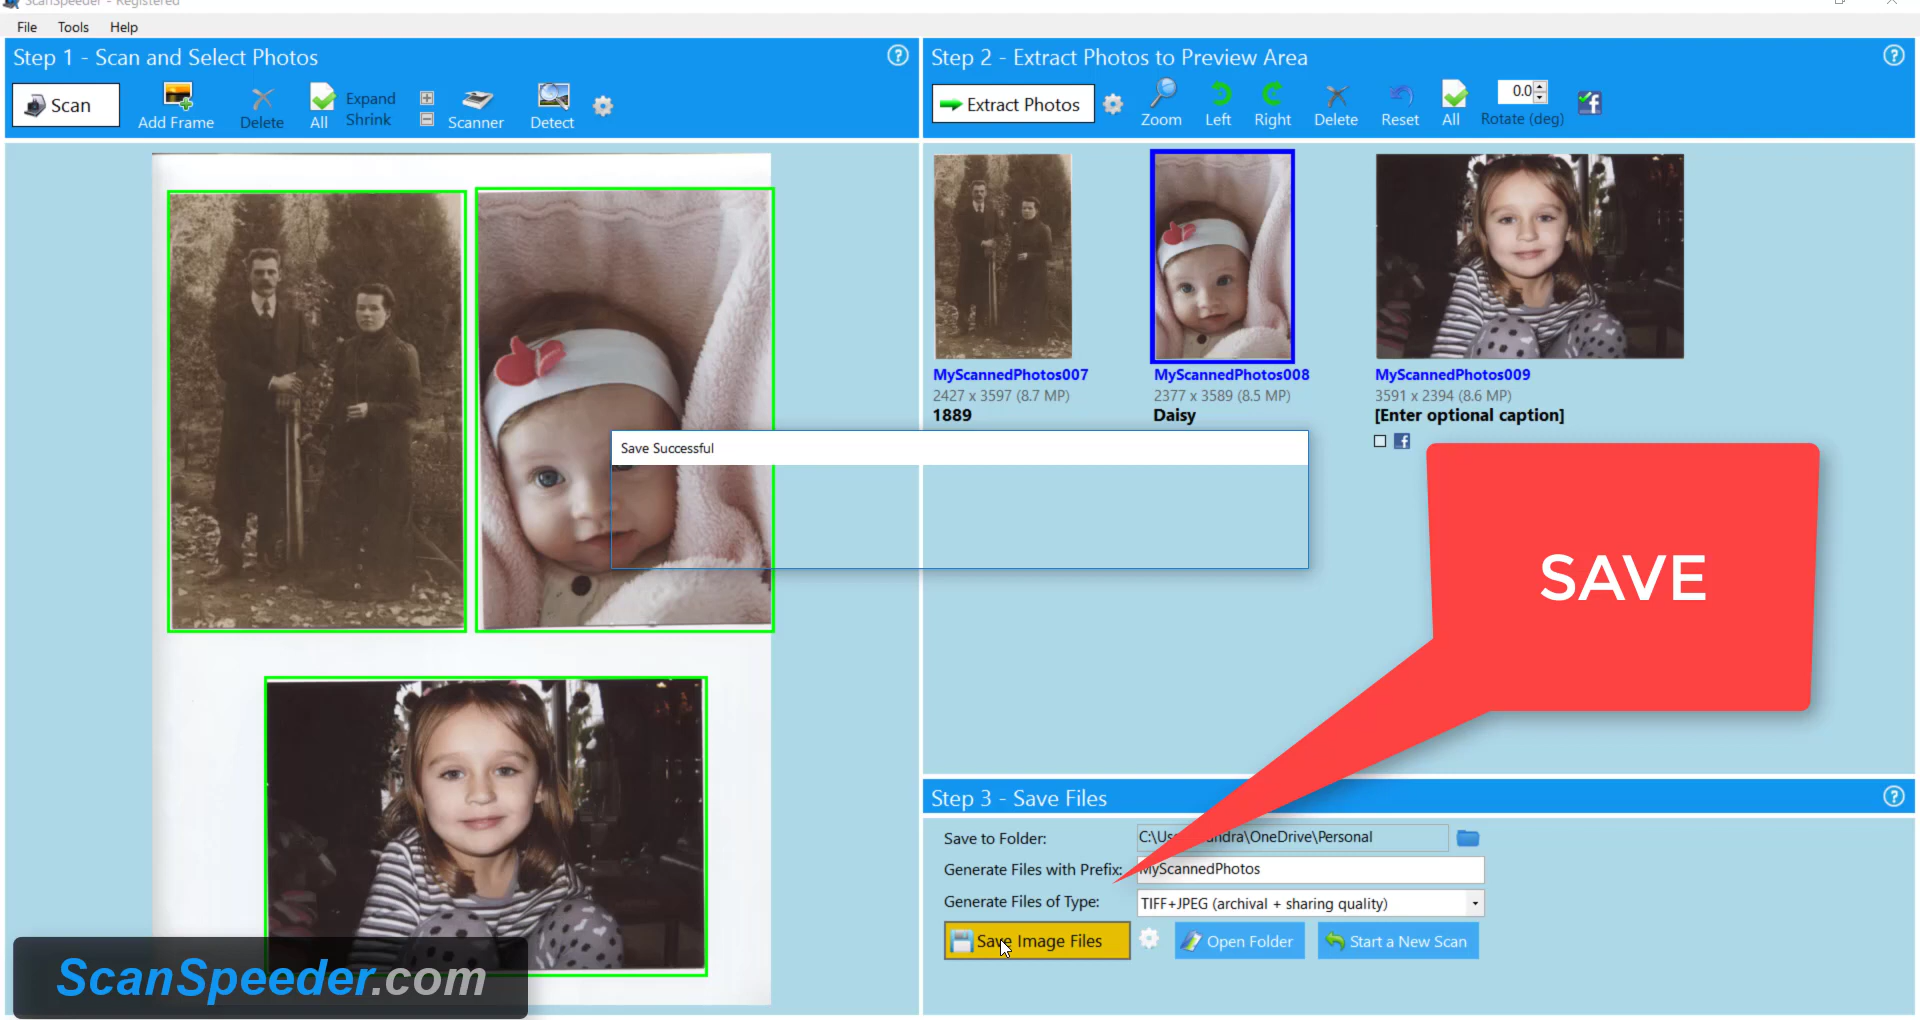 ScanSpeeder - Registered
File Tools Help
Step 1 - Scan and Select Photos
Scan
Add Frame
Delete
All
Expand
Shrink
Scanner
Detect
Step 2 - Extract Photos to Preview Area
Extract Photos
Zoom
Left
Right
Delete
Reset
All
0.0
Rotate (deg)
MyScannedPhotos007
2427 x 3597 (8.7 MP)
1889
MyScannedPhotos008
2377 x 3589 (8.5 MP)
Daisy
MyScannedPhotos009
3591 x 2394 (8.6 MP)
[Enter optional caption]
Save Successful
SAVE
Step 3 - Save Files
Save to Folder: \OneDrive\Personal
Generate Files with Prefix: MyScannedPhotos
Generate Files of Type: TIFF+JPEG (archival + sharing quality)
Save Image Files
Open Folder
Start a New Scan
ScanSpeeder.com